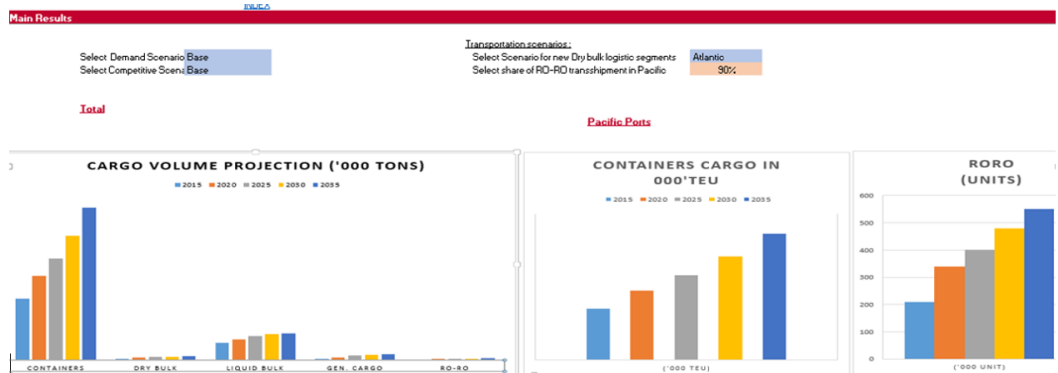 INDEX
Main Results
Transportation scenarios:
Select Demand Scenario Base
Select Scenario for new Dry bulk logistic segments Atlantic
Select Competitive Scena Base
Select share of RO-RO transshipment in Pacific 90%
Total
Pacific Ports
CARGO VOLUME PROJECTION ('000 TONS)
2015 2020 2025 2030 2035
CONTAINERS DRY BULK LIQUID BULK GEN. CARGO RO-RO
CONTAINERS CARGO IN
000'TEU
2015 2020 2025 2030 2035
('000 TEU)
RORO
(UNITS)
600
500
400
300
200
100
0
('000 UNIT)